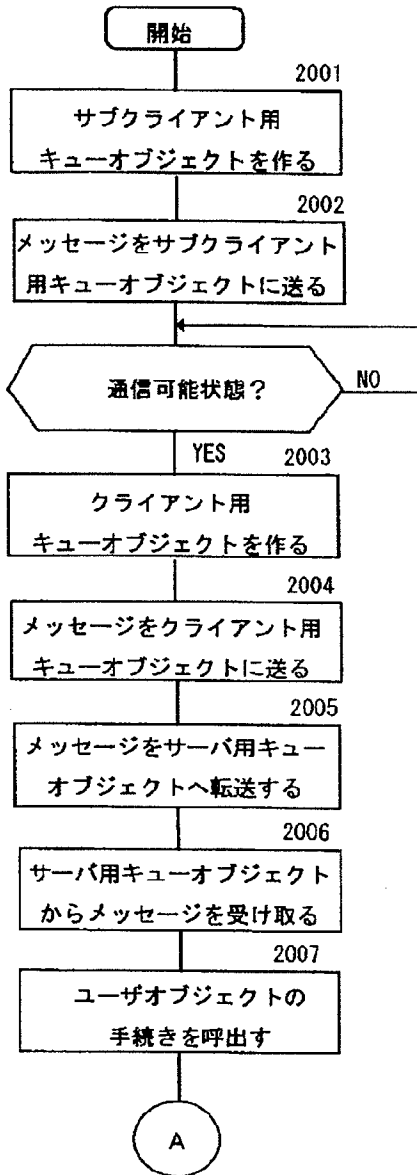 開始
2001
サブクライアント用
キューオブジェクトを作る
2002
メッセージをサブクライアント
用キューオブジェクトに送る
通信可能状態?
NO
YES
2003
クライアント用
キューオブジェクトを作る
2004
メッセージをクライアント用
キューオブジェクトに送る
2005
メッセージをサーバ用キュー
オブジェクトへ転送する
2006
サーバ用キューオブジェクト
からメッセージを受け取る
2007
ユーザオブジェクトの
手続きを呼出す
A